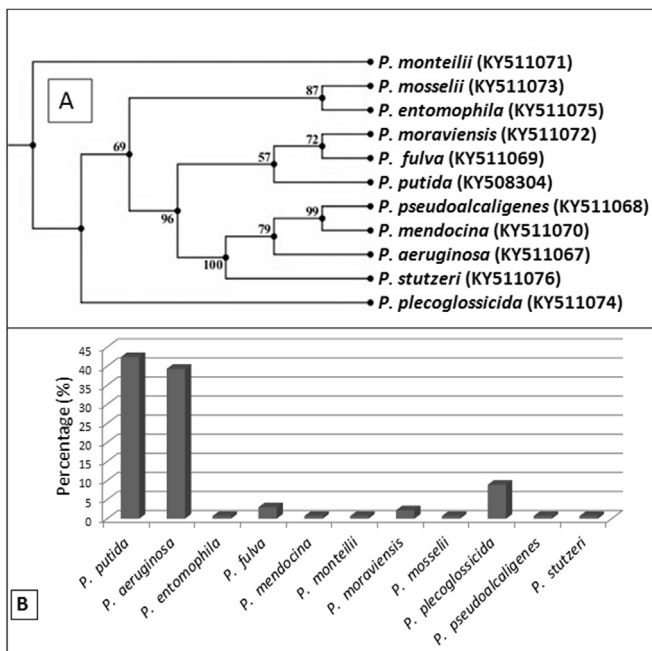 A
P. monteilii (KY511071)
87
P. mosselii (KY511073)
P. entomophila (KY511075)
69
72
P. moraviensis (KY511072)
57
P. fulva (KY511069)
P. putida (KY508304)
96
99
P. pseudoalcaligenes (KY511068)
79
P. mendocina (KY511070)
P. aeruginosa (KY511067)
100
P. stutzeri (KY511076)
P. plecoglossicida (KY511074)
Percentage (%)
45
40
35
30
25
20
15
10
5
0
P. putida
P. aeruginosa
P. entomophila
P. fulva
P. mendocina
P. monteilii
P. moraviensis
P. mosselii
P. plecoglossicida
P. pseudoalcaligenes
P. stutzeri
B